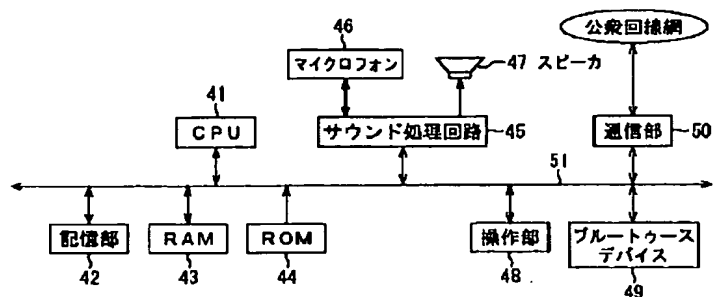 46
マイクロフォン
47 スピーカ
公衆回線網
41
CPU
サウンド処理回路
45
通信部
50
51
記憶部
RAM
ROM
操作部
ブルートゥース
デバイス
42
43
44
48
49